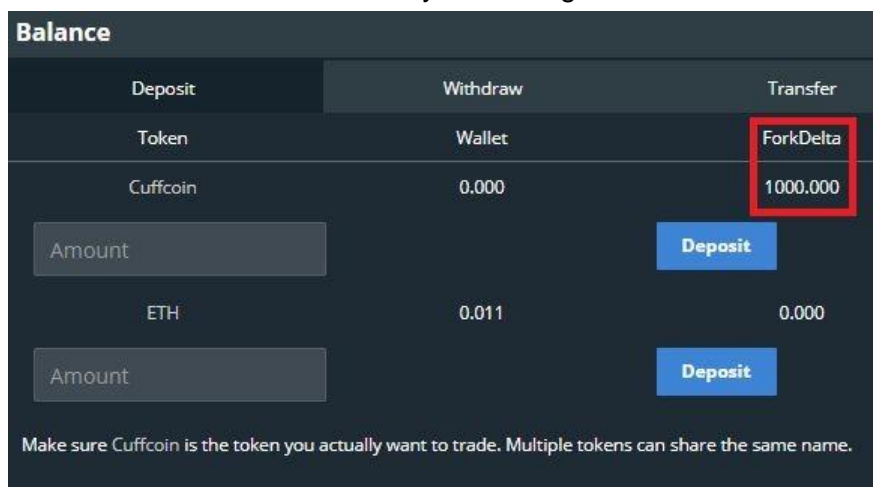 Balance
Deposit Withdraw Transfer
Token Wallet ForkDelta
Cuffcoin 0.000 1000.000
Amount Deposit
ETH 0.011 0.000
Amount Deposit
Make sure Cuffcoin is the token you actually want to trade. Multiple tokens can share the same name.